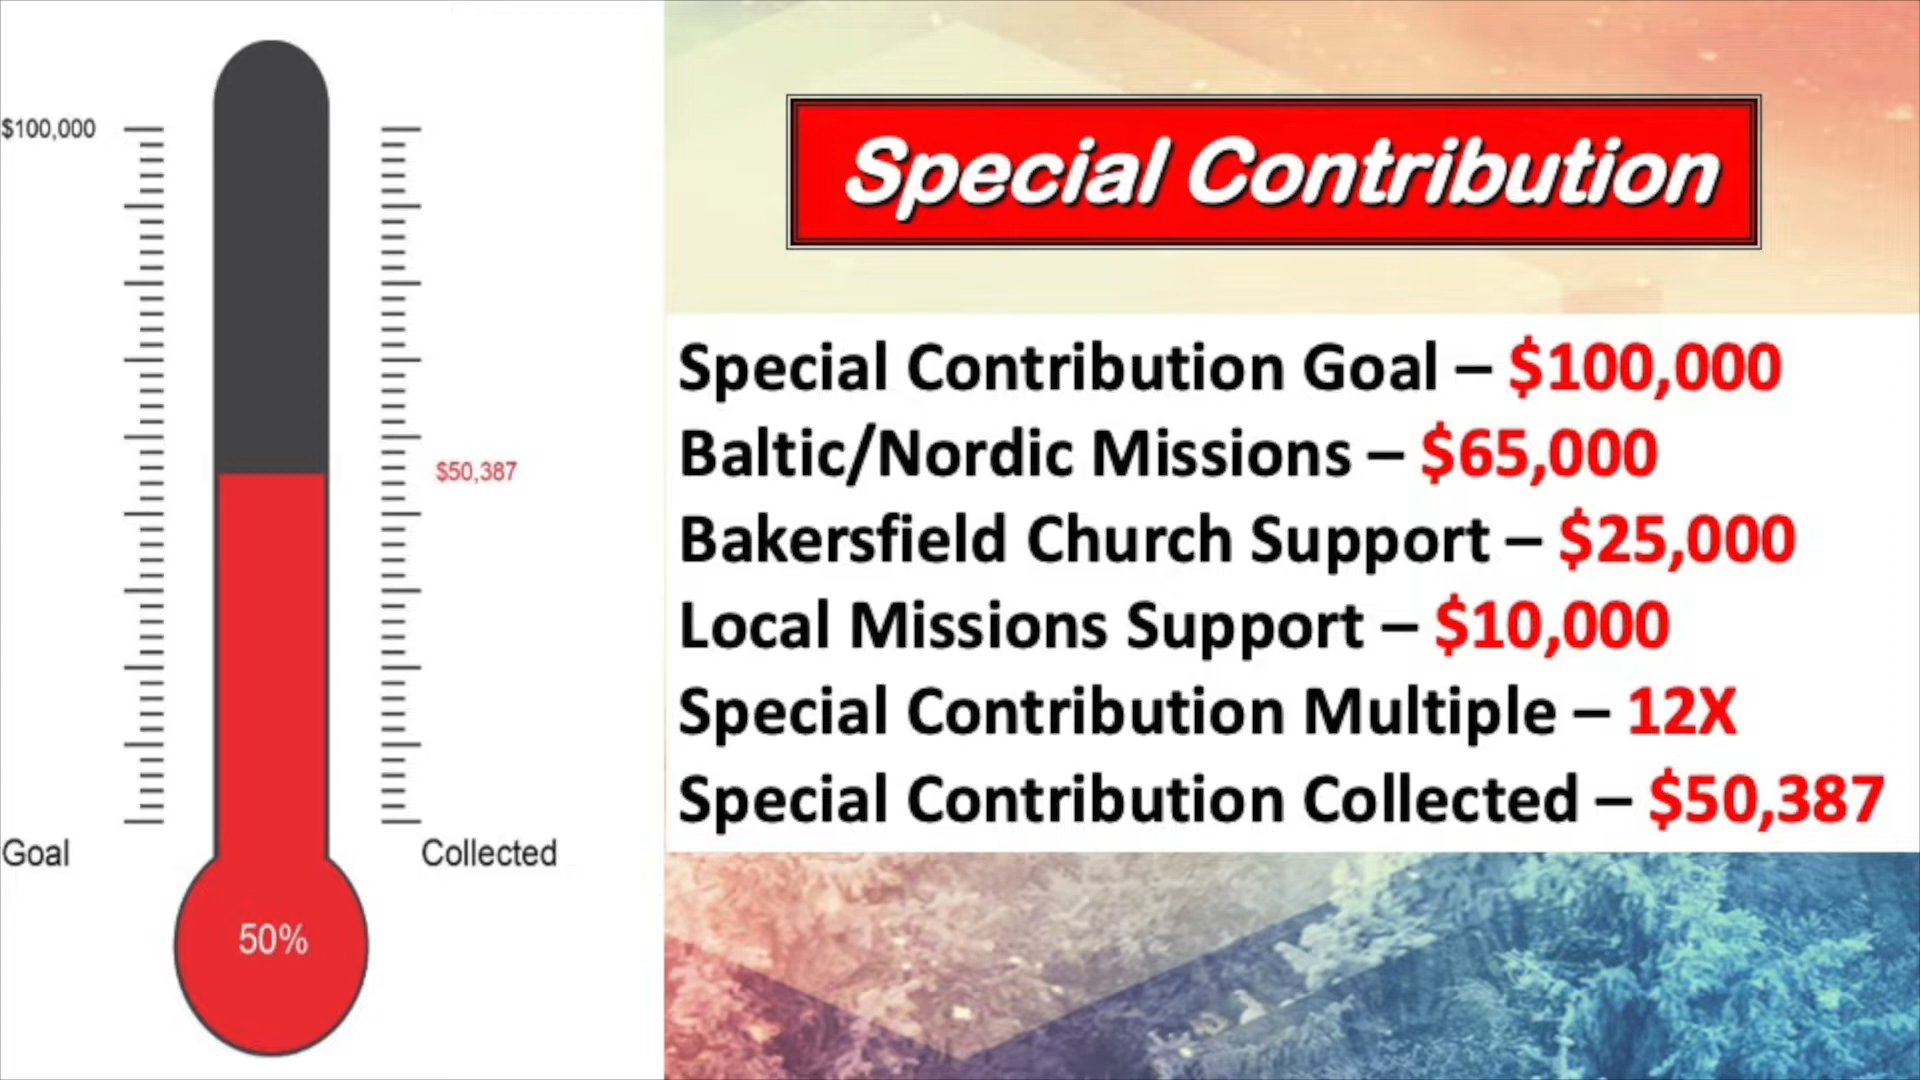 $100,000
$50,387
Goal
Collected
50%
Special Contribution
Special Contribution Goal – $100,000
Baltic/Nordic Missions – $65,000
Bakersfield Church Support – $25,000
Local Missions Support – $10,000
Special Contribution Multiple – 12X
Special Contribution Collected – $50,387